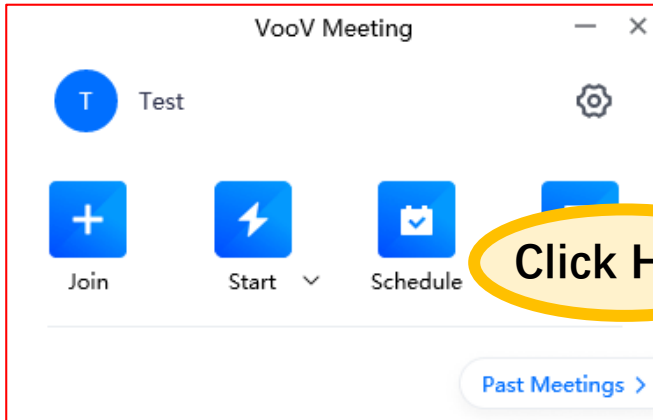 VooV Meeting
T Test
Join Start Schedule
Click H
Past Meetings